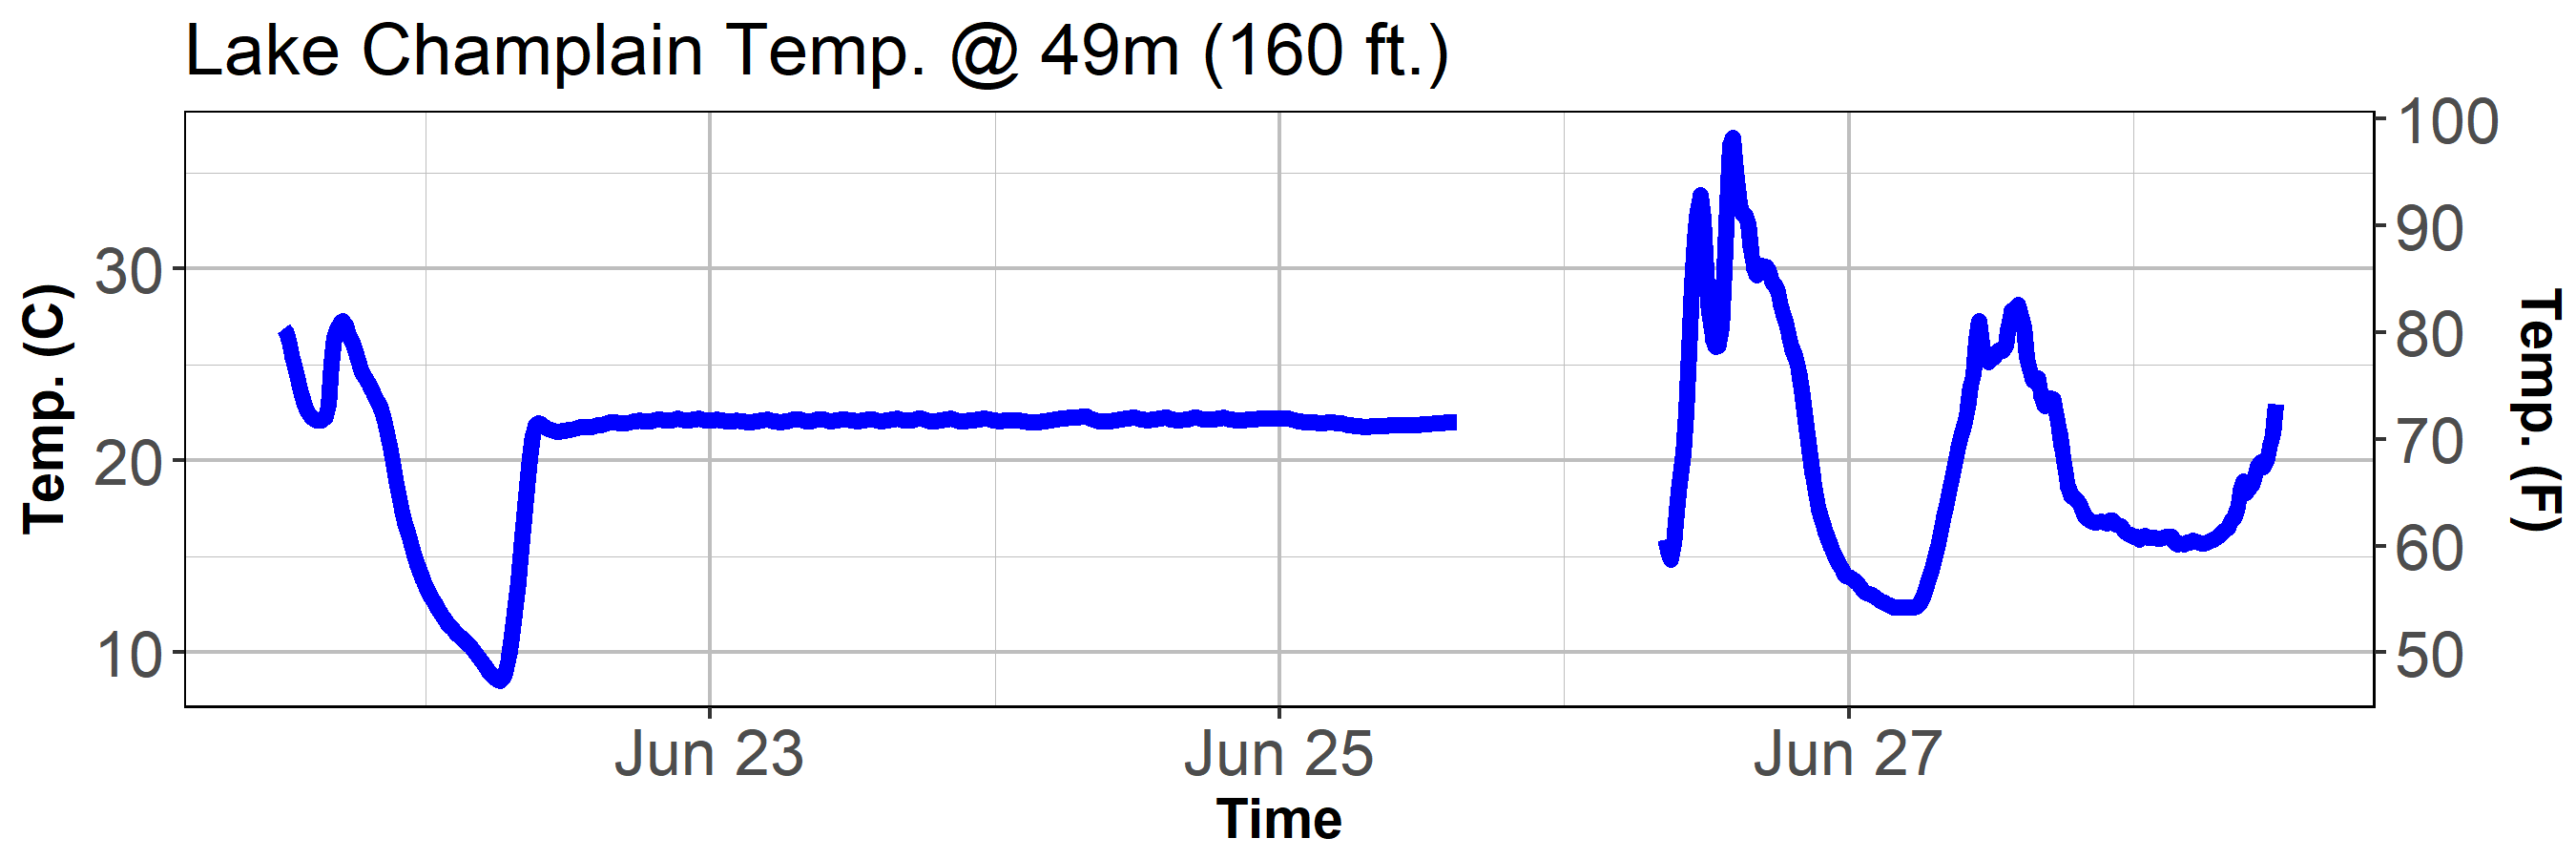 Lake Champlain Temp. @ 49m (160 ft.)
Temp. (C)
30
20
10
100
90
80
70
60
50
Temp. (F)
Jun 23
Jun 25
Jun 27
Time